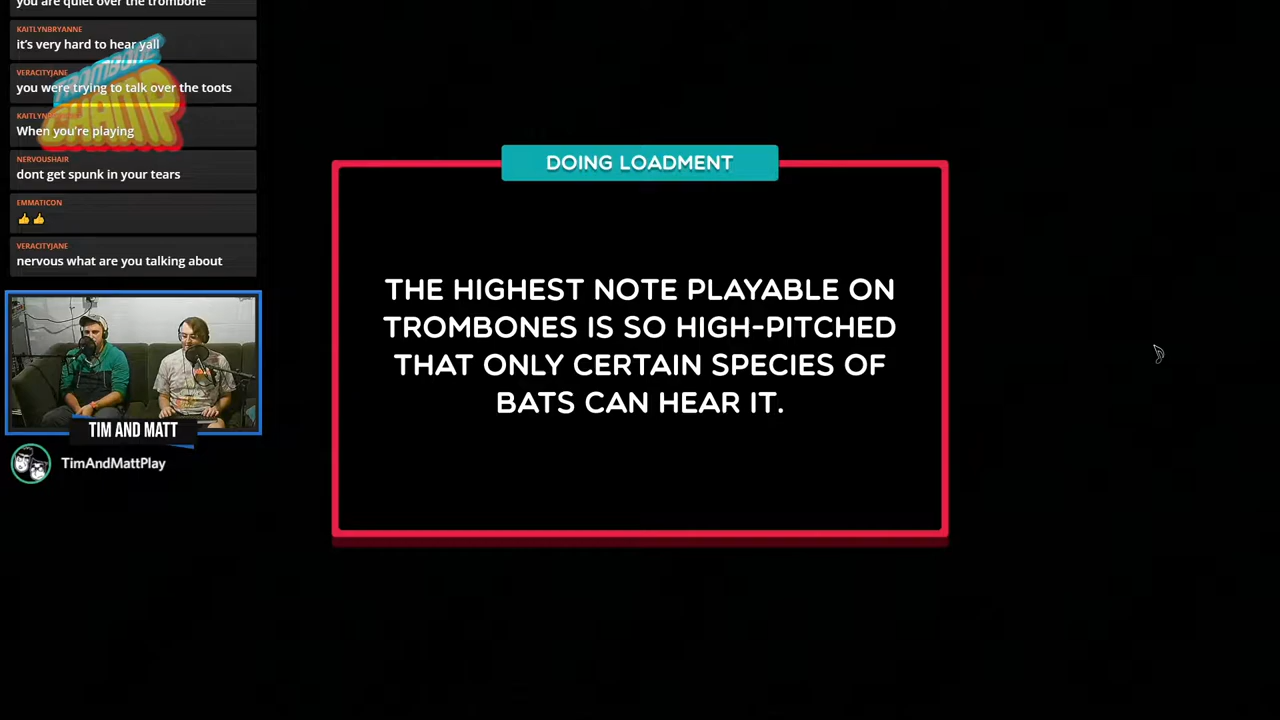 you are quiet over the trombone
KAITLYNBRYANNE
it's very hard to hear yall
VERACITYJANE
you were trying to talk over the toots
When you're playing
NERVOUSHAIR
dont get spunk in your tears
EMMATICON
👍👍
VERACITYJANE
nervous what are you talking about
TROMBONE
CHAMP
TIM AND MATT
TimAndMattPlay
DOING LOADMENT
THE HIGHEST NOTE PLAYABLE ON
TROMBONES IS SO HIGH-PITCHED
THAT ONLY CERTAIN SPECIES OF
BATS CAN HEAR IT.